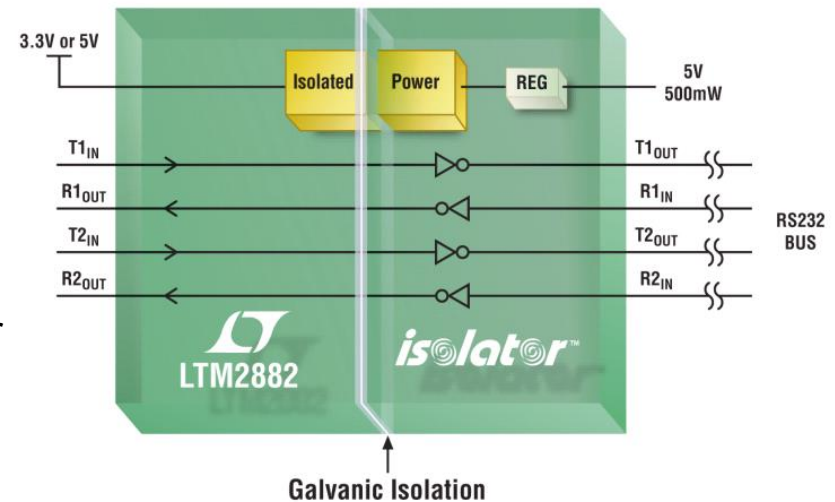 3.3V or 5V
Isolated Power REG
5V
500mW
T1IN T1OUT
R1OUT R1IN
T2IN T2OUT
R2OUT R2IN
RS232
BUS
LTM2882
isolator™
Galvanic Isolation